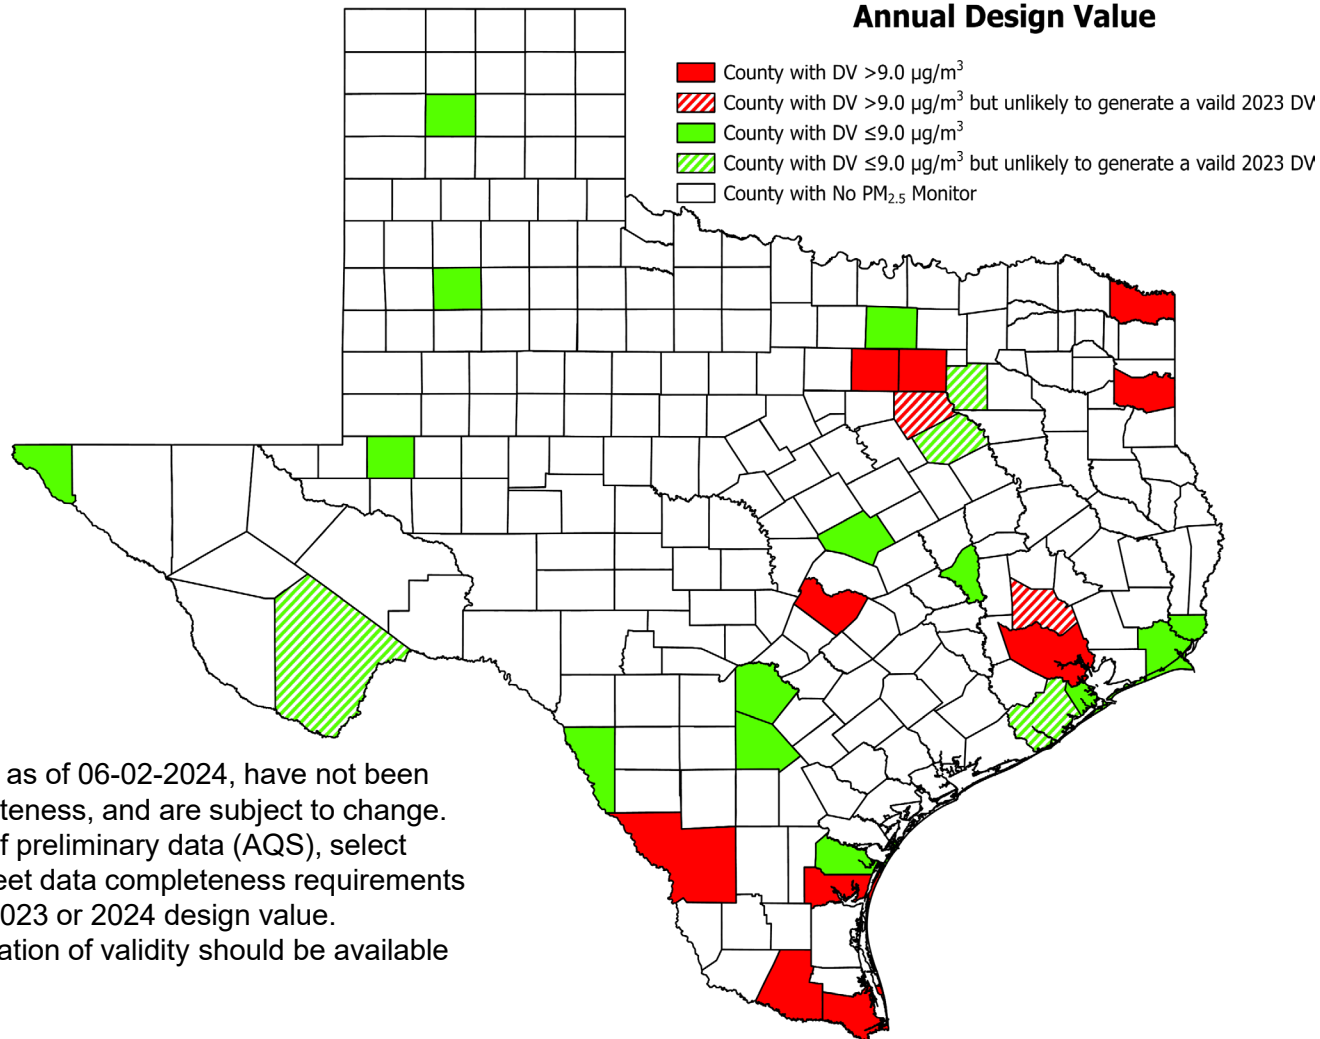 Annual Design Value
County with DV >9.0 µg/m³
County with DV >9.0 µg/m³ but unlikely to generate a vaild 2023 DV
County with DV ≤9.0 µg/m³
County with DV ≤9.0 µg/m³ but unlikely to generate a vaild 2023 DV
County with No PM₂.₅ Monitor
as of 06-02-2024, have not been
teness, and are subject to change.
f preliminary data (AQS), select
eet data completeness requirements
023 or 2024 design value.
ation of validity should be available